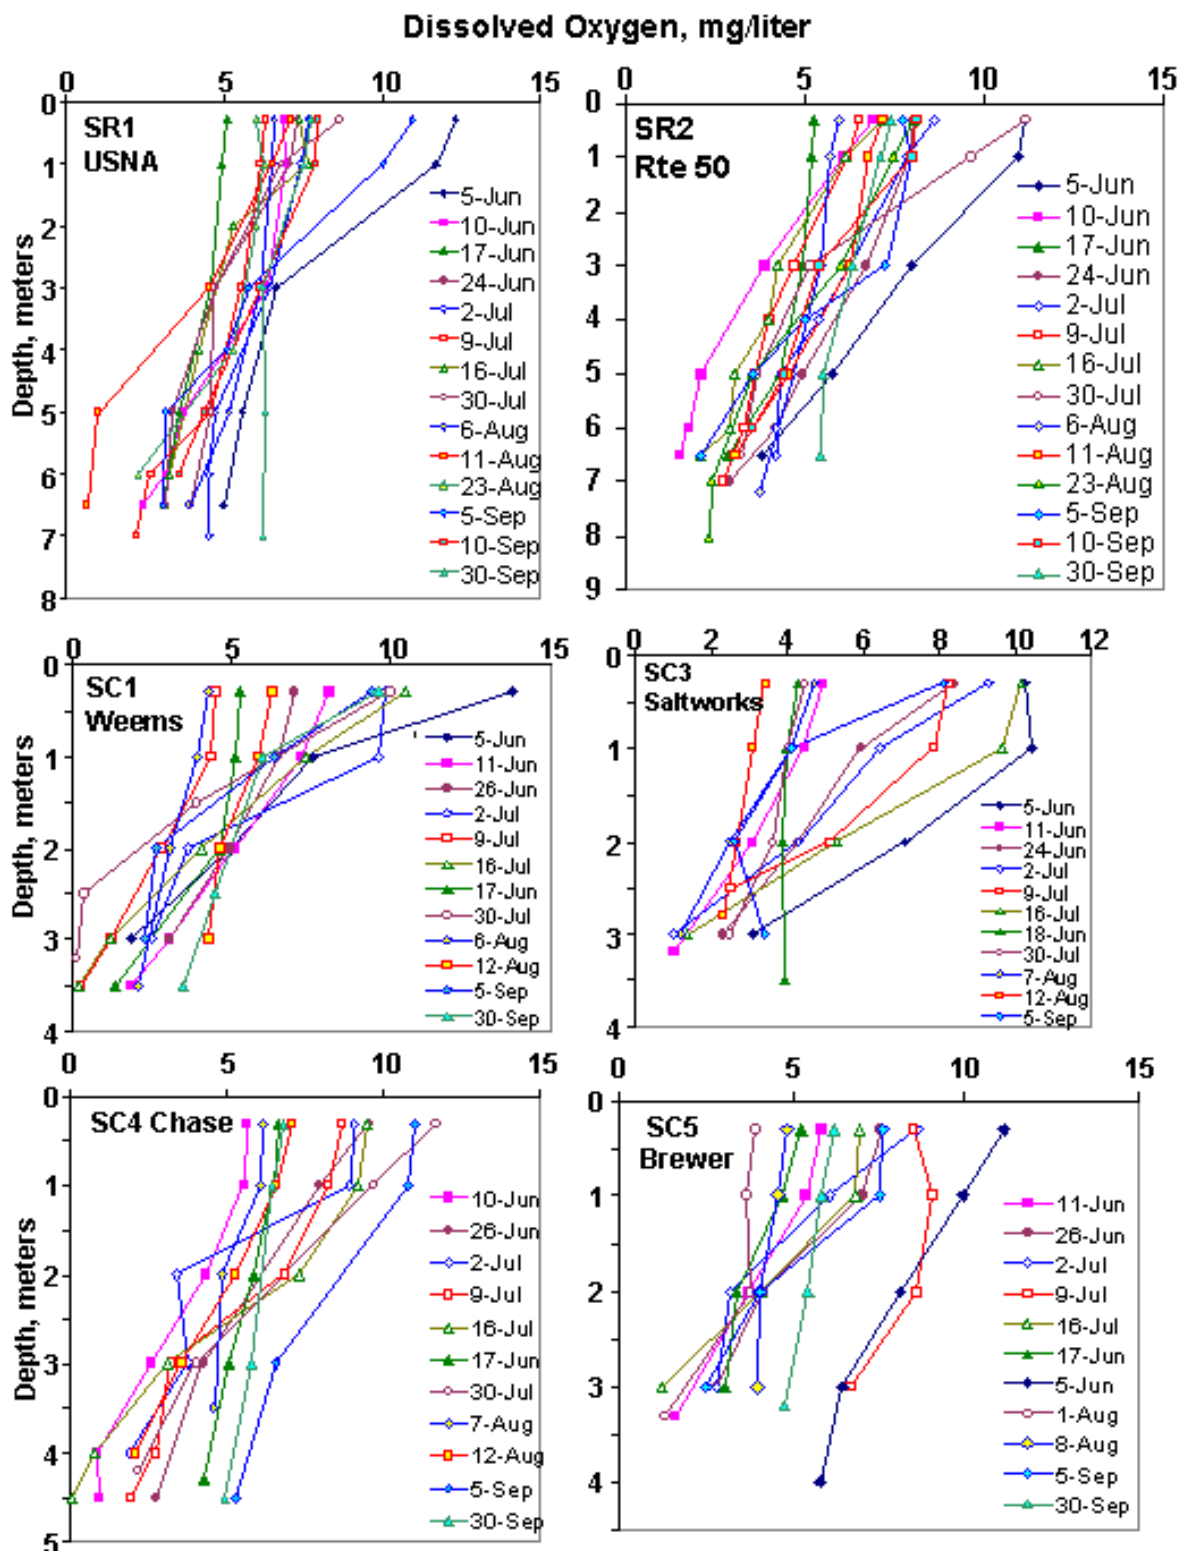 Dissolved Oxygen, mg/liter
0 5 10 15
0
1
2
3
4
5
6
7
8
Depth, meters
SR1
USNA
5-Jun
10-Jun
17-Jun
24-Jun
2-Jul
9-Jul
16-Jul
30-Jul
6-Aug
11-Aug
23-Aug
5-Sep
10-Sep
30-Sep
0 5 10 15
0
1
2
3
4
5
6
7
8
9
SR2
Rte 50
5-Jun
10-Jun
17-Jun
24-Jun
2-Jul
9-Jul
16-Jul
30-Jul
6-Aug
11-Aug
23-Aug
5-Sep
10-Sep
30-Sep
0 5 10 15
0
1
2
3
4
Depth, meters
SC1
Weems
5-Jun
11-Jun
26-Jun
2-Jul
9-Jul
16-Jul
17-Jun
30-Jul
6-Aug
12-Aug
5-Sep
30-Sep
0 2 4 6 8 10 12
0
1
2
3
4
SC3
Saltworks
5-Jun
11-Jun
24-Jun
2-Jul
9-Jul
16-Jul
18-Jun
30-Jul
7-Aug
12-Aug
5-Sep
0 5 10 15
0
1
2
3
4
5
Depth, meters
SC4 Chase
10-Jun
26-Jun
2-Jul
9-Jul
16-Jul
17-Jun
30-Jul
7-Aug
12-Aug
5-Sep
30-Sep
0 5 10 15
0
1
2
3
4
SC5
Brewer
11-Jun
26-Jun
2-Jul
9-Jul
16-Jul
17-Jun
5-Jun
1-Aug
8-Aug
5-Sep
30-Sep